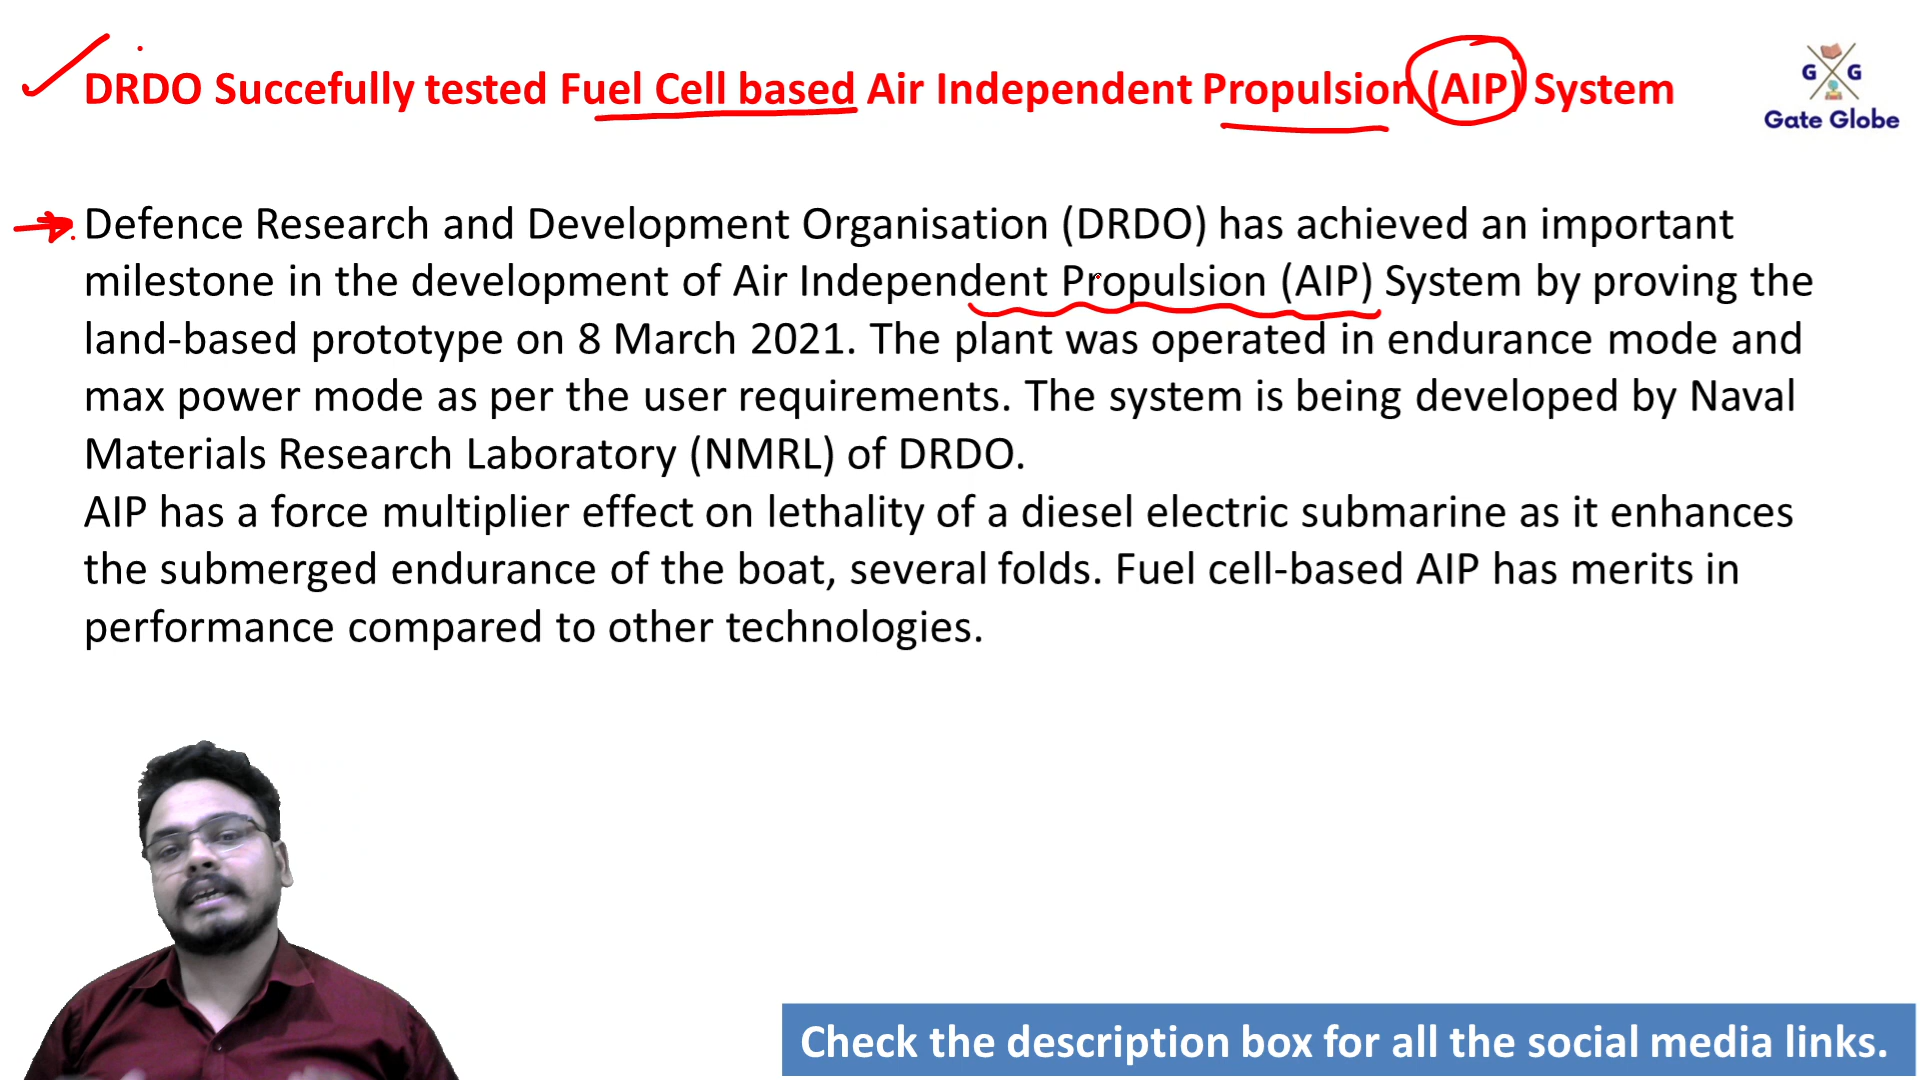 DRDO Succefully tested Fuel Cell based Air Independent Propulsion (AIP) System
G G
Gate Globe
Defence Research and Development Organisation (DRDO) has achieved an important
milestone in the development of Air Independent Propulsion (AIP) System by proving the
land-based prototype on 8 March 2021. The plant was operated in endurance mode and
max power mode as per the user requirements. The system is being developed by Naval
Materials Research Laboratory (NMRL) of DRDO.
AIP has a force multiplier effect on lethality of a diesel electric submarine as it enhances
the submerged endurance of the boat, several folds. Fuel cell-based AIP has merits in
performance compared to other technologies.
Check the description box for all the social media links.